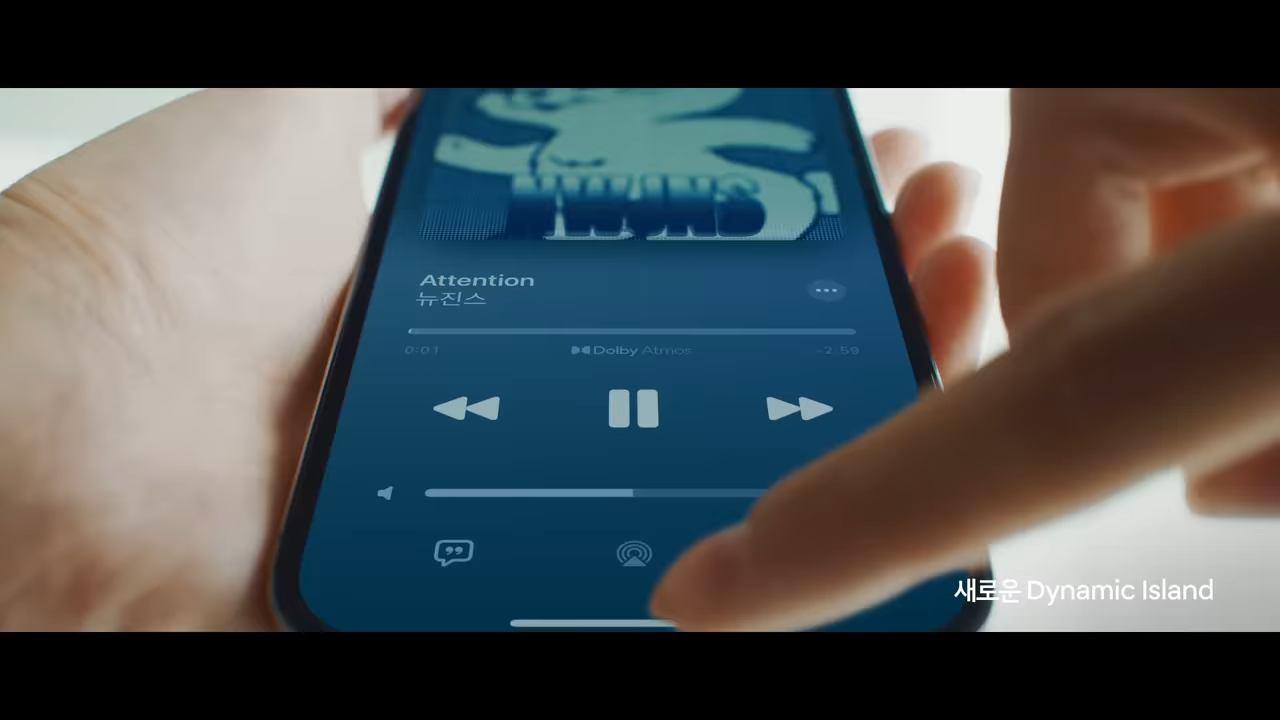 Attention
뉴진스
0:01
Dolby Atmos
-2:59
새로운 Dynamic Island